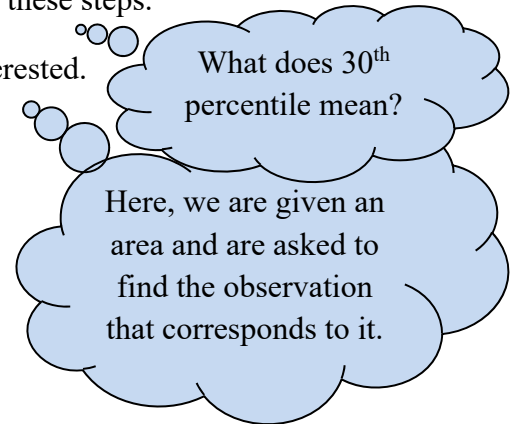 these steps.
erested.
What does 30th
percentile mean?
Here, we are given an
area and are asked to
find the observation
that corresponds to it.